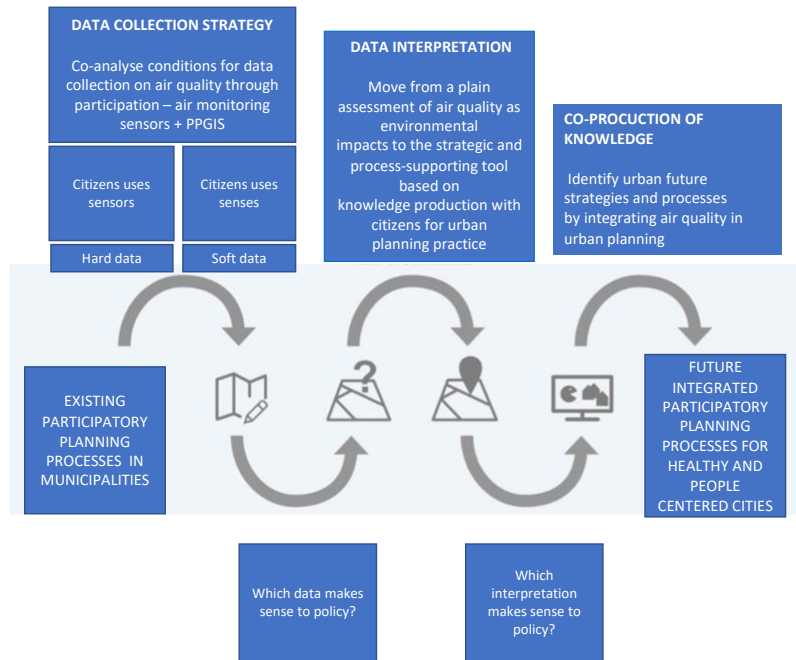 DATA COLLECTION STRATEGY
Co-analyse conditions for data
collection on air quality through
participation – air monitoring
sensors + PPGIS
Citizens uses
sensors
Citizens uses
senses
Hard data
Soft data
DATA INTERPRETATION
Move from a plain
assessment of air quality as
environmental
impacts to the strategic and
process-supporting tool
based on
knowledge production with
citizens for urban
planning practice
CO-PROCUCTION OF
KNOWLEDGE
Identify urban future
strategies and processes
by integrating air quality in
urban planning
EXISTING
PARTICIPATORY
PLANNING
PROCESSES IN
MUNICIPALITIES
?
FUTURE
INTEGRATED
PARTICIPATORY
PLANNING
PROCESSES FOR
HEALTHY AND
PEOPLE
CENTERED CITIES
Which data makes
sense to policy?
Which
interpretation
makes sense to
policy?